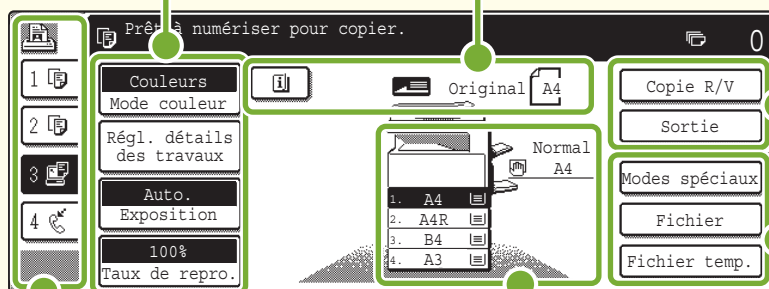 Prêt à numériser pour copier.
0
1
2
3
4
Couleurs
Mode couleur
Régl. détails
des travaux
Auto.
Exposition
100%
Taux de repro.
Original A4
Normal
A4
1. A4
2. A4R
3. B4
4. A3
Copie R/V
Sortie
Modes spéciaux
Fichier
Fichier temp.